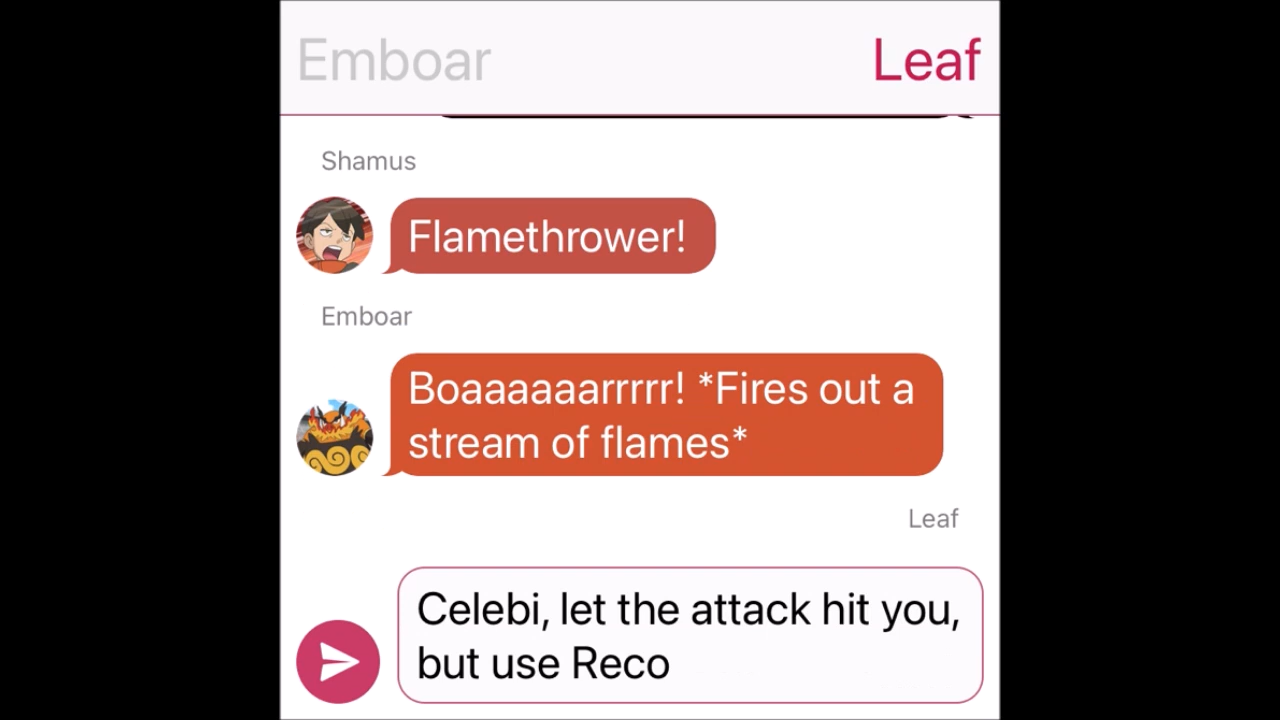 Emboar
Leaf
Shamus
Flamethrower!
Emboar
Boaaaaaarrrrr! *Fires out a
stream of flames*
Leaf
Celebi, let the attack hit you,
but use Reco